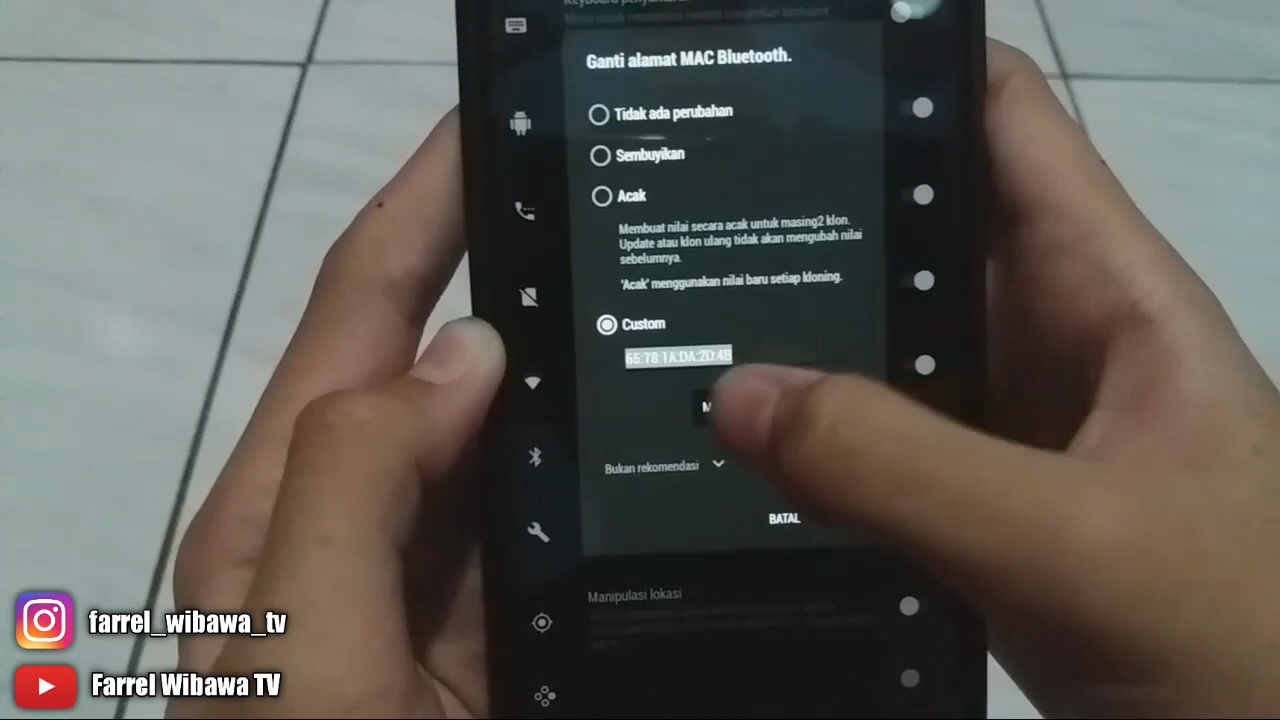 Ganti alamat MAC Bluetooth.
Tidak ada perubahan
Sembuyikan
Acak
Membuat nilai secara acak untuk masing2 klon.
Update atau klon ulang tidak akan mengubah nilai
sebelumnya.
'Acak' menggunakan nilai baru setiap kloning.
Custom
65:78:1A:DA:2D:4B
Bukan rekomendasi
BATAL
Manipulasi lokasi
farrel_wibawa_tv
Farrel Wibawa TV